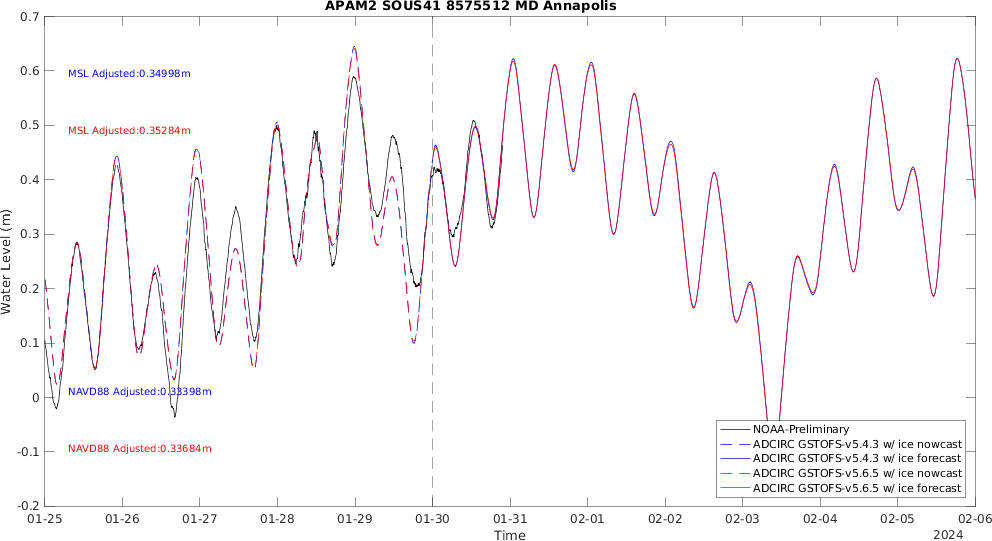 APAM2 SOUS41 8575512 MD Annapolis
0.7
0.6
0.5
0.4
0.3
0.2
0.1
0
-0.1
-0.2
Water Level (m)
MSL Adjusted:0.34998m
MSL Adjusted:0.35284m
NAVD88 Adjusted:0.33398m
NAVD88 Adjusted:0.33684m
NOAA-Preliminary
ADCIRC GSTOFS-v5.4.3 w/ ice nowcast
ADCIRC GSTOFS-v5.4.3 w/ ice forecast
ADCIRC GSTOFS-v5.6.5 w/ ice nowcast
ADCIRC GSTOFS-v5.6.5 w/ ice forecast
01-25 01-26 01-27 01-28 01-29 01-30 01-31 02-01 02-02 02-03 02-04 02-05 02-06
Time
2024